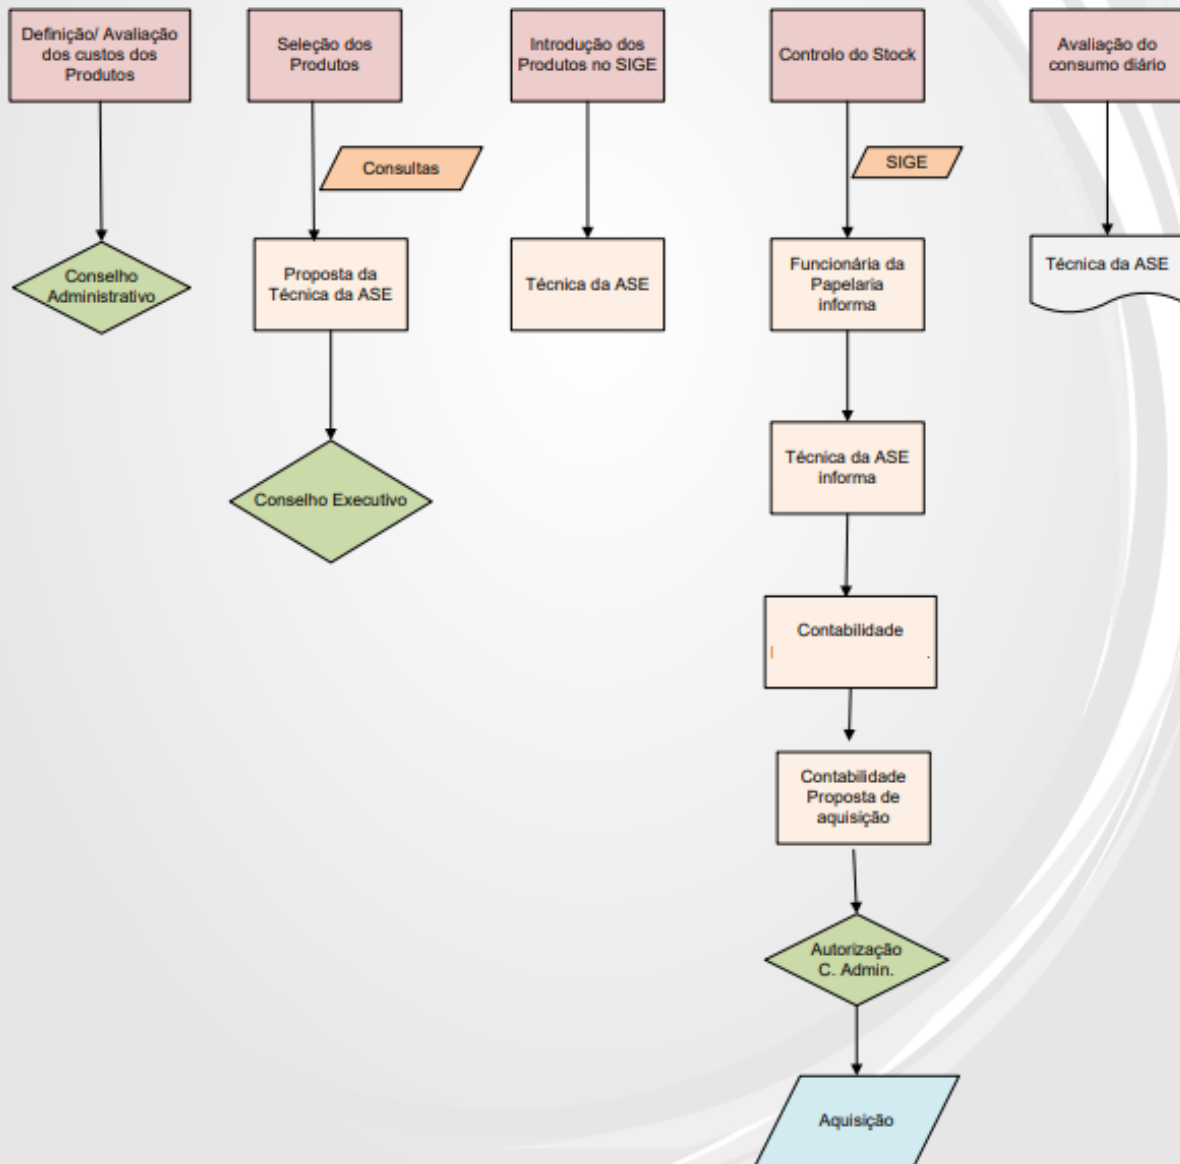 Definição/ Avaliação
dos custos dos
Produtos
Seleção dos
Produtos
Introdução dos
Produtos no SIGE
Controlo do Stock
Avaliação do
consumo diário
Consultas
SIGE
Conselho
Administrativo
Proposta da
Técnica da ASE
Técnica da ASE
Funcionária da
Papelaria
informa
Técnica da ASE
Conselho Executivo
Técnica da ASE
informa
Contabilidade
Contabilidade
Proposta de
aquisição
Autorização
C. Admin.
Aquisição